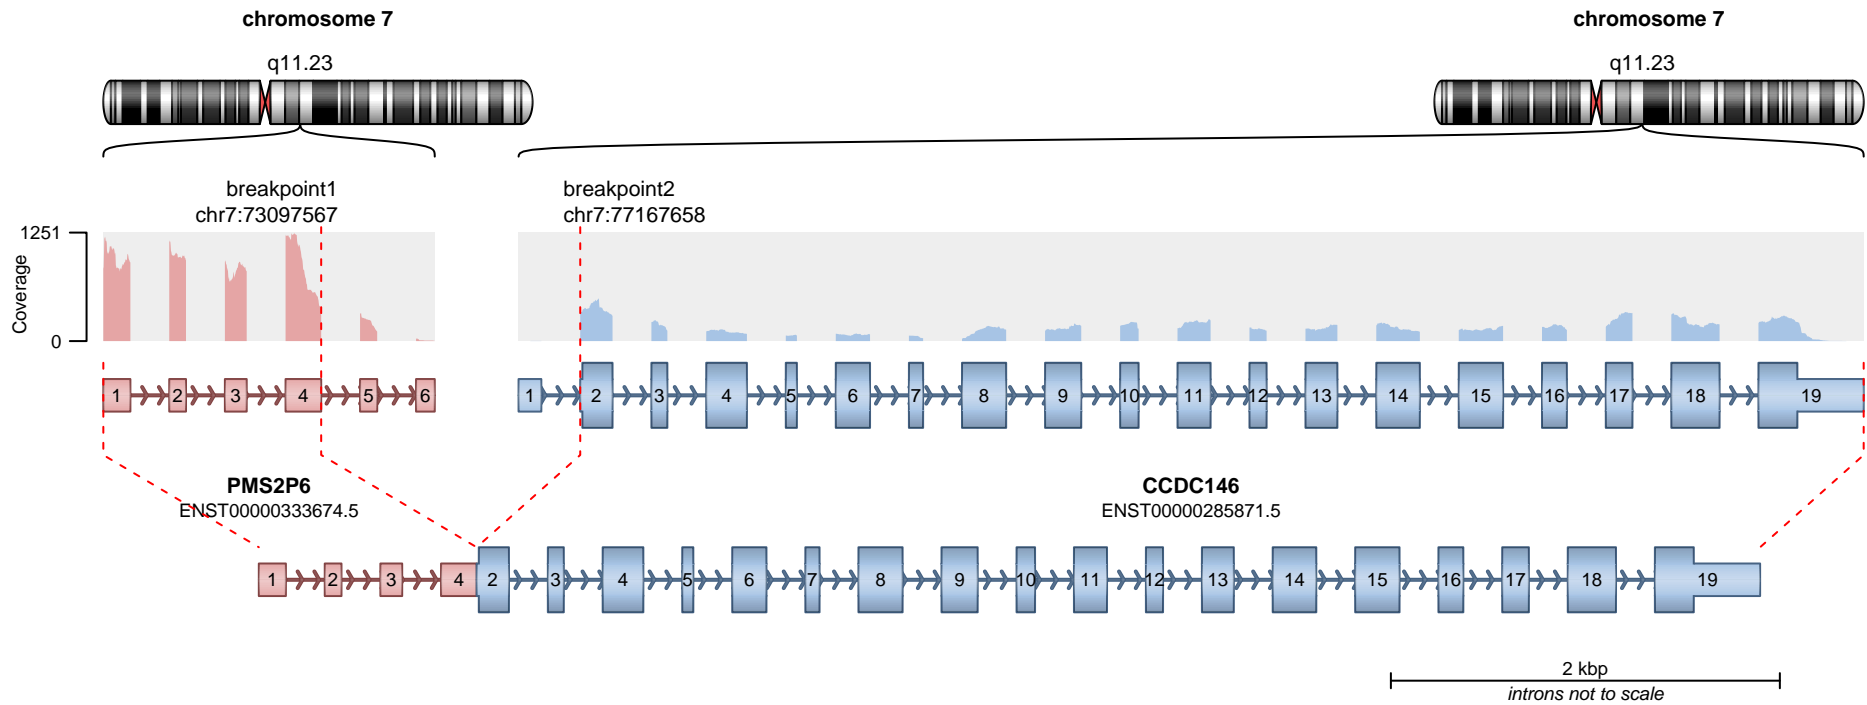 chromosome 7
chromosome 7
q11.23
q11.23
breakpoint1
chr7:73097567
breakpoint2
chr7:77167658
1251
Coverage
0
1 2 3 4 5 6
1 2 3 4 5 6 7 8 9 10 11 12 13 14 15 16 17 18 19
PMS2P6
ENST00000333674.5
CCDC146
ENST00000285871.5
1 2 3 4 2 3 4 5 6 7 8 9 10 11 12 13 14 15 16 17 18 19
2 kbp
introns not to scale